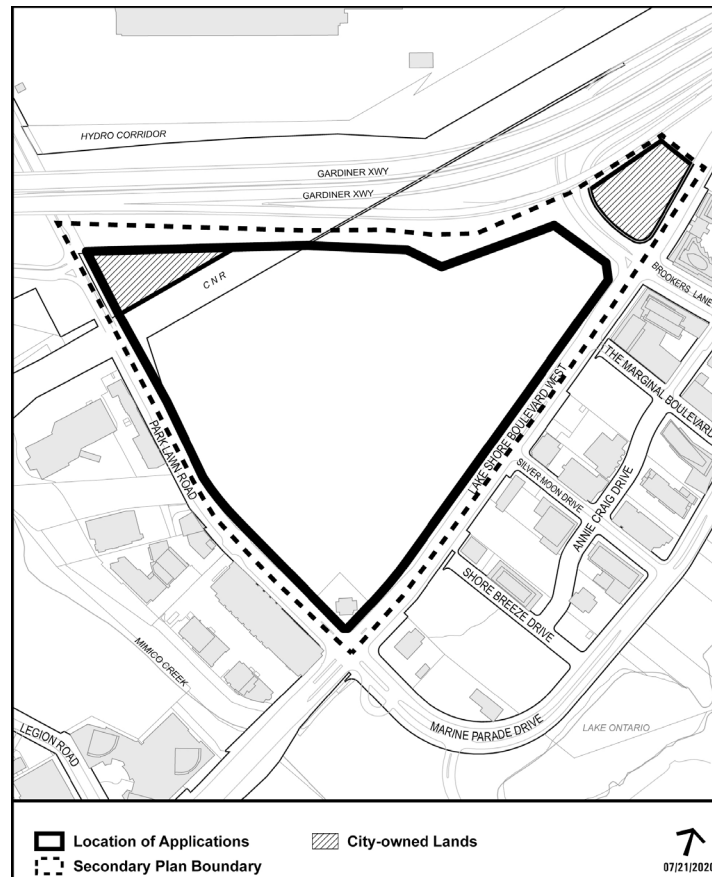 HYDRO CORRIDOR
GARDINER XWY
GARDINER XWY
C N R
BROOKERS LANE
THE MARGINAL BOULEVARD
LAKE SHORE BOULEVARD WEST
PARK LAWN ROAD
SILVER MOON DRIVE
ANNIE CRAIG DRIVE
SHORE BREEZE DRIVE
MIMICO CREEK
LEGION ROAD
MARINE PARADE DRIVE
LAKE ONTARIO
Location of Applications
City-owned Lands
Secondary Plan Boundary
07/21/2020